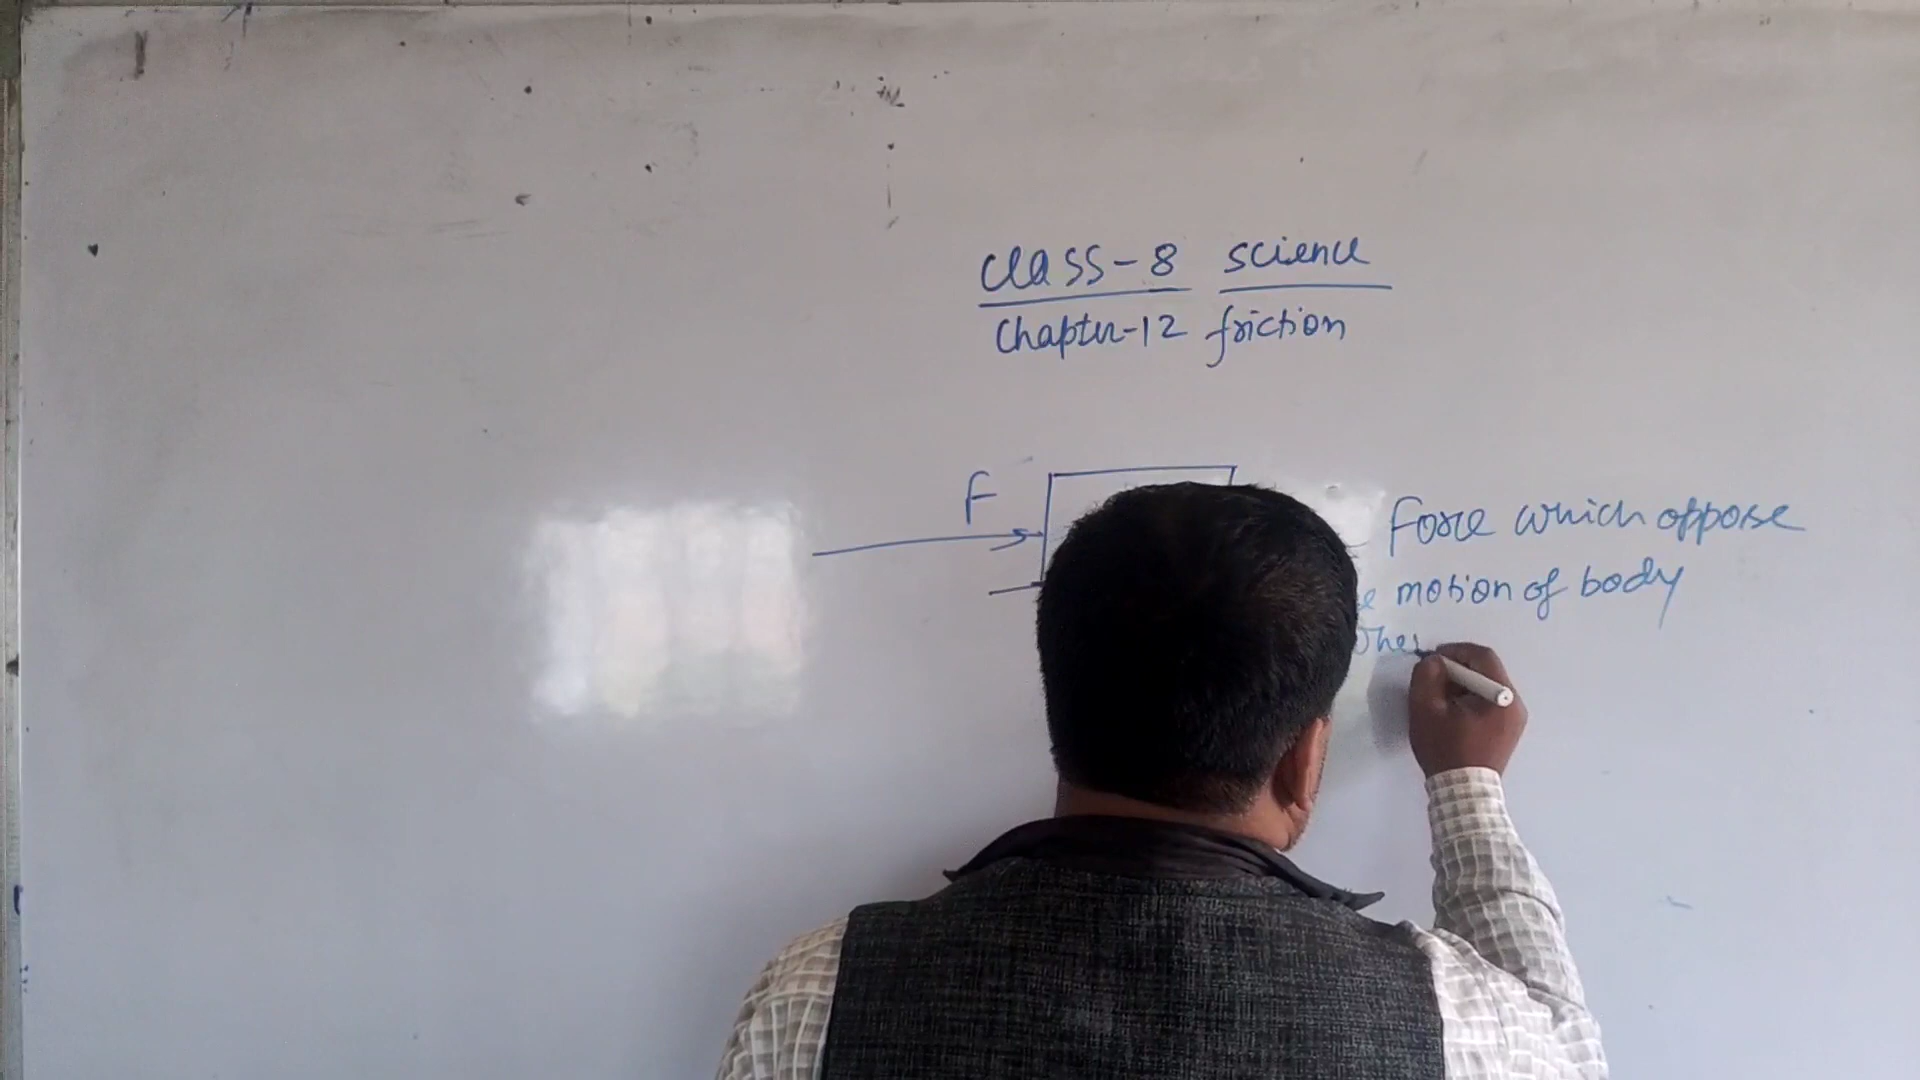 Class-8 science
Chapter-12 friction
F
Force which oppose
motion of body